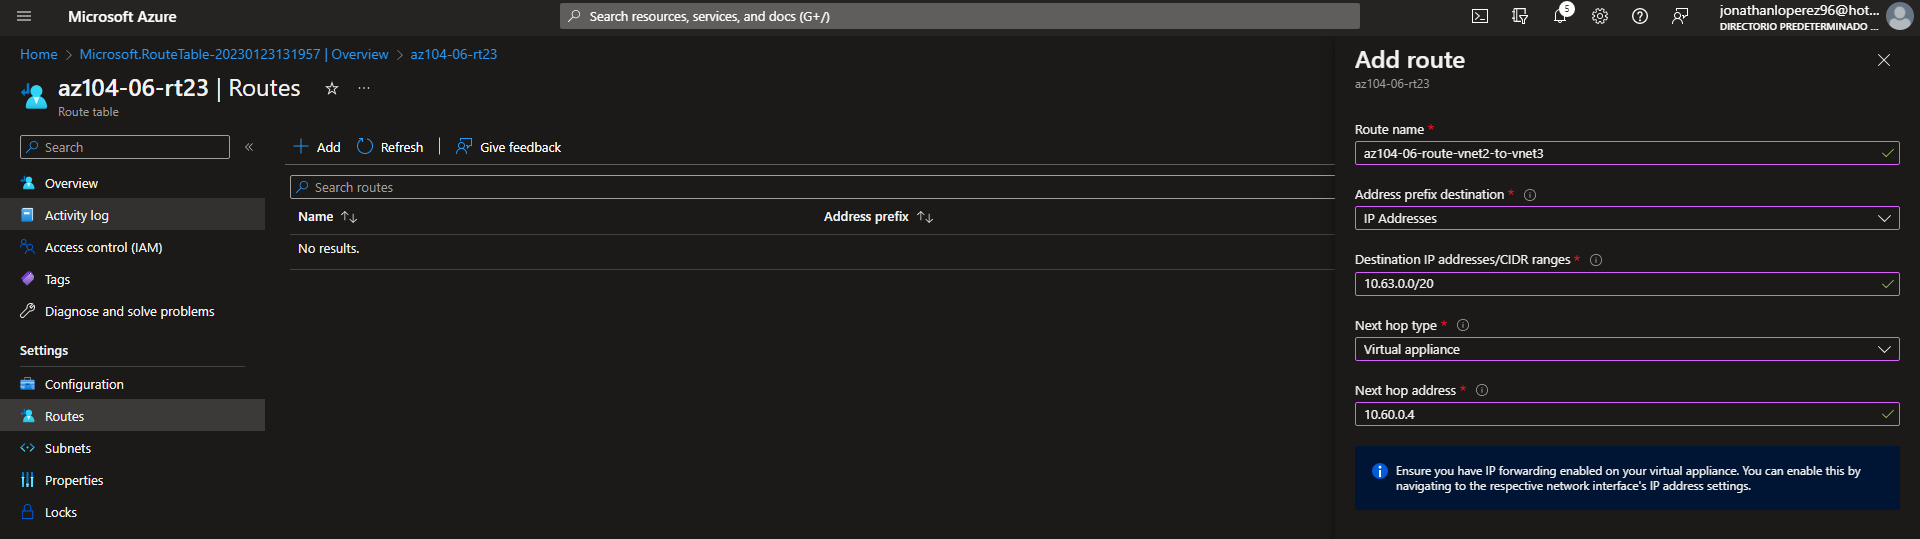 Microsoft Azure
Search resources, services, and docs (G+/)
5
jonathanloperez96@hot...
DIRECTORIO PREDETERMINADO ...
Home > Microsoft.RouteTable-20230123131957 | Overview > az104-06-rt23
az104-06-rt23 | Routes
...
Route table
Search
«
Overview
Activity log
Access control (IAM)
Tags
Diagnose and solve problems
Settings
Configuration
Routes
Subnets
Properties
Locks
Add
Refresh
Give feedback
Search routes
Name
Address prefix
No results.
Add route
az104-06-rt23
Route name *
az104-06-route-vnet2-to-vnet3
Address prefix destination *
IP Addresses
Destination IP addresses/CIDR ranges *
10.63.0.0/20
Next hop type *
Virtual appliance
Next hop address *
10.60.0.4
Ensure you have IP forwarding enabled on your virtual appliance. You can enable this by
navigating to the respective network interface's IP address settings.